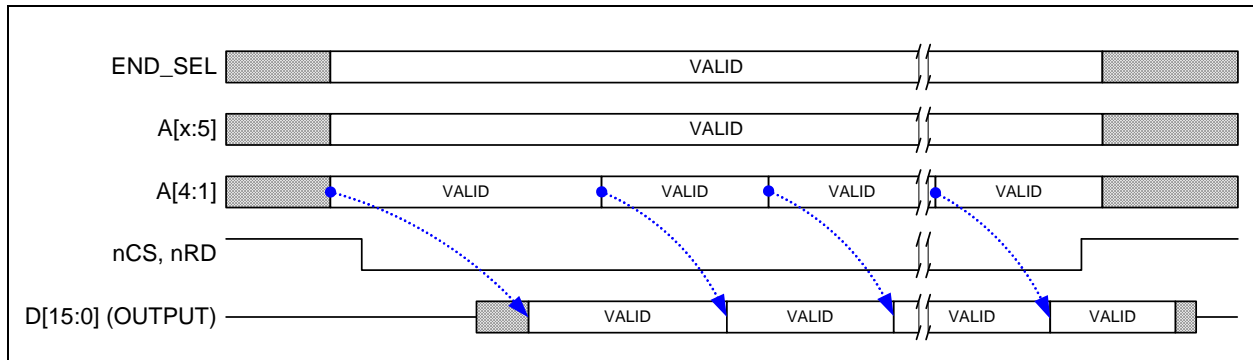 END_SEL VALID
A[x:5] VALID
A[4:1] VALID VALID VALID VALID
nCS, nRD
D[15:0] (OUTPUT) VALID VALID VALID VALID